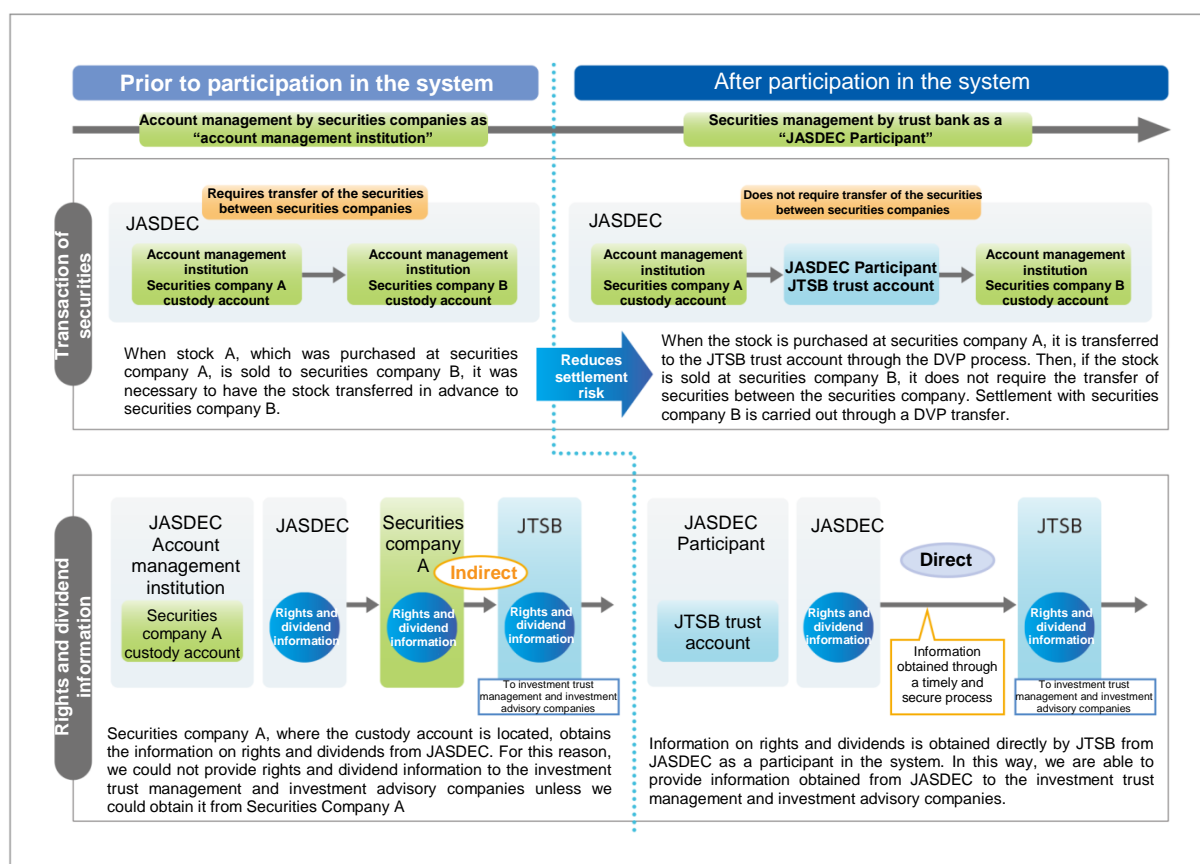 Prior to participation in the system
After participation in the system
Account management by securities companies as
“account management institution”
Securities management by trust bank as a
“JASDEC Participant”
Transaction of
securities
Requires transfer of the securities
between securities companies
JASDEC
Account management
institution
Securities company A
custody account
Account management
institution
Securities company B
custody account
When stock A, which was purchased at securities
company A, is sold to securities company B, it was
necessary to have the stock transferred in advance to
securities company B.
Reduces
settlement
risk
Does not require transfer of the securities
between securities companies
JASDEC
Account management
institution
Securities company A
custody account
JASDEC Participant
JTSB trust account
Account management
institution
Securities company B
custody account
When the stock is purchased at securities company A, it is transferred
to the JTSB trust account through the DVP process. Then, if the stock
is sold at securities company B, it does not require the transfer of
securities between the securities company. Settlement with securities
company B is carried out through a DVP transfer.
Rights and dividend
information
JASDEC
Account
management
institution
Securities
company A
custody account
JASDEC
Rights and
dividend
information
Securities
company
A
Rights and
dividend
information
Indirect
JTSB
Rights and
dividend
information
To investment trust
management and investment
advisory companies
Securities company A, where the custody account is located, obtains
the information on rights and dividends from JASDEC. For this reason,
we could not provide rights and dividend information to the investment
trust management and investment advisory companies unless we
could obtain it from Securities Company A
JASDEC
Participant
JTSB trust
account
JASDEC
Rights and
dividend
information
Direct
Information
obtained through
a timely and
secure process
JTSB
Rights and
dividend
information
To investment trust
management and investment
advisory companies
Information on rights and dividends is obtained directly by JTSB from
JASDEC as a participant in the system. In this way, we are able to
provide information obtained from JASDEC to the investment trust
management and investment advisory companies.